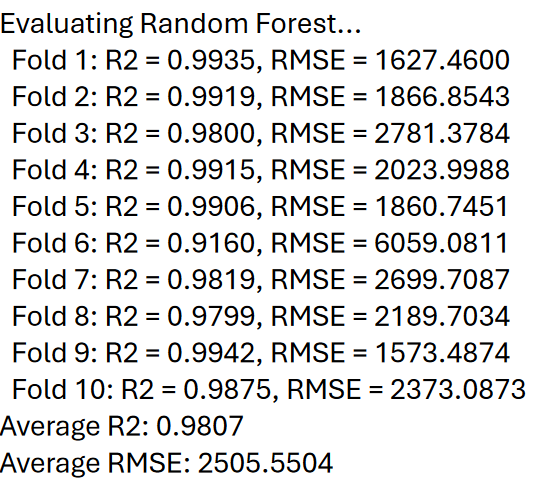 Evaluating Random Forest...
Fold 1: R2 = 0.9935, RMSE = 1627.4600
Fold 2: R2 = 0.9919, RMSE = 1866.8543
Fold 3: R2 = 0.9800, RMSE = 2781.3784
Fold 4: R2 = 0.9915, RMSE = 2023.9988
Fold 5: R2 = 0.9906, RMSE = 1860.7451
Fold 6: R2 = 0.9160, RMSE = 6059.0811
Fold 7: R2 = 0.9819, RMSE = 2699.7087
Fold 8: R2 = 0.9799, RMSE = 2189.7034
Fold 9: R2 = 0.9942, RMSE = 1573.4874
Fold 10: R2 = 0.9875, RMSE = 2373.0873
Average R2: 0.9807
Average RMSE: 2505.5504